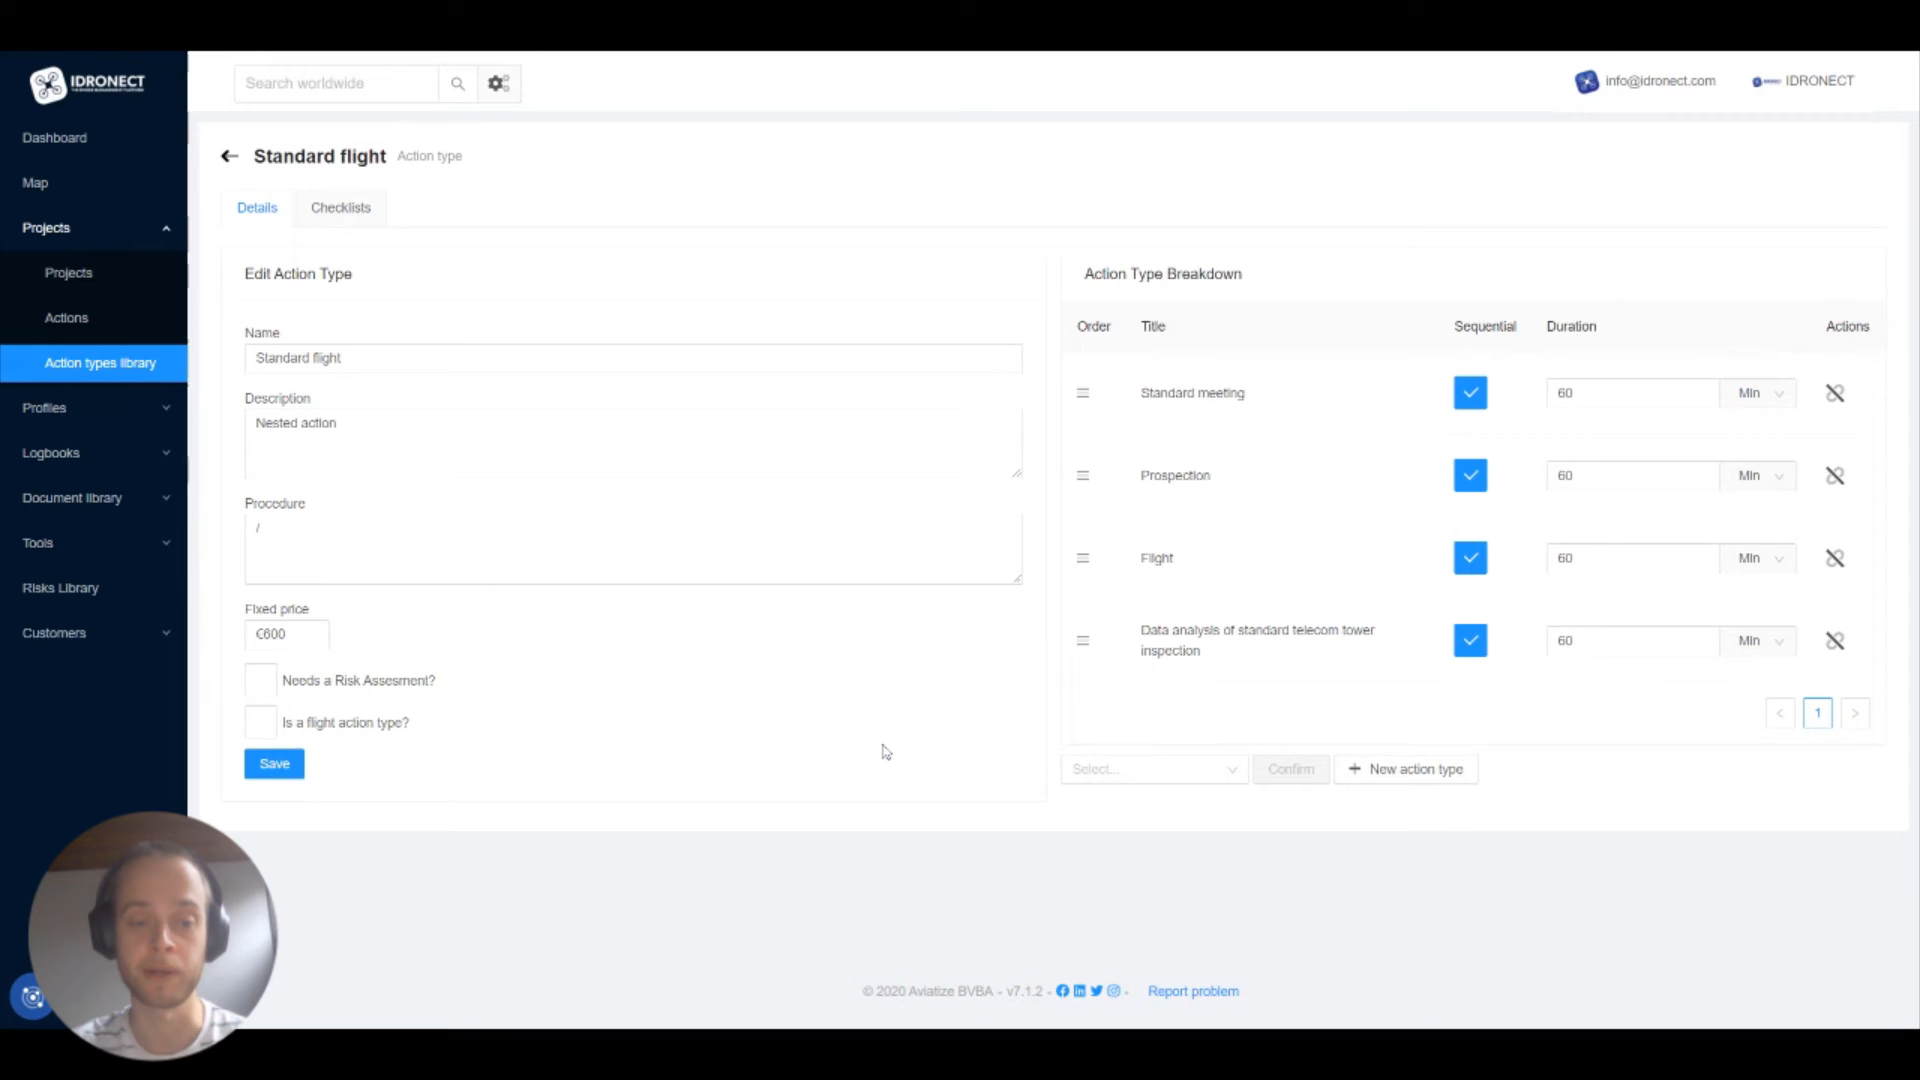 IDRONECT
Search worldwide
info@idronect.com
IDRONECT
Dashboard
Map
Projects
Projects
Actions
Action types library
Profiles
Logbooks
Document library
Tools
Risks Library
Customers
Standard flight Action type
Details
Checklists
Edit Action Type
Name
Standard flight
Description
Nested action
Procedure
/
Fixed price
€600
Needs a Risk Assesment?
Is a flight action type?
Save
Action Type Breakdown
Order Title Sequential Duration Actions
Standard meeting 60 Min
Prospection 60 Min
Flight 60 Min
Data analysis of standard telecom tower
inspection
60 Min
< 1 >
Select... Confirm + New action type
© 2020 Aviatize BVBA - v7.1.2 - - Report problem